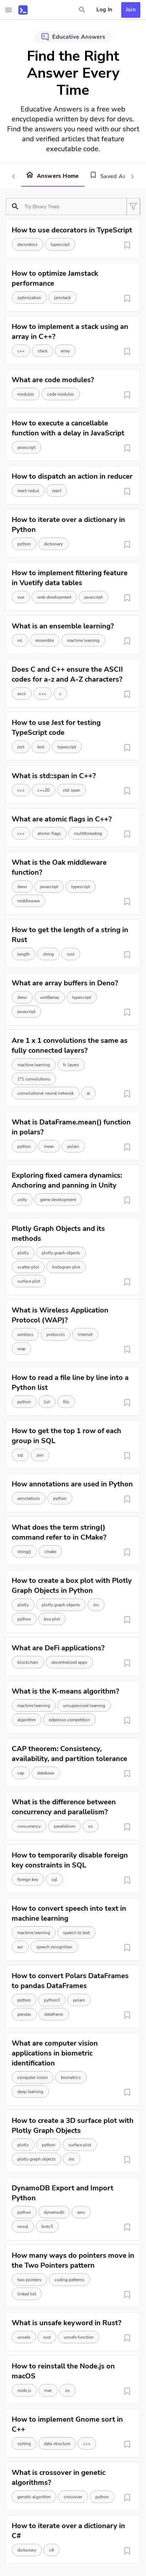 Log In
Join
Educative Answers
Find the Right
Answer Every
Time
Educative Answers is a free web
encyclopedia written by devs for devs.
Find the answers you need with our short
and verified articles that feature
executable code.
Answers Home
Saved An
Try Binary Trees
How to use decorators in TypeScript
decorators
typescript
How to optimize Jamstack
performance
optimization
jamstack
How to implement a stack using an
array in C++?
c++
stack
array
What are code modules?
modules
code modules
How to execute a cancellable
function with a delay in JavaScript
javascript
How to dispatch an action in reducer
react-redux
react
How to iterate over a dictionary in
Python
python
dictionary
How to implement filtering feature
in Vuetify data tables
vue
web development
javascript
What is an ensemble learning?
ml
ensemble
machine learning
Does C and C++ ensure the ASCII
codes for a-z and A-Z characters?
ascii
c++
c
How to use Jest for testing
TypeScript code
jest
test
typescript
What is std::span in C++?
c++
c++20
std::span
What are atomic flags in C++?
c++
atomic flags
multithreading
What is the Oak middleware
function?
deno
javascript
typescript
middleware
How to get the length of a string in
Rust
length
string
rust
What are array buffers in Deno?
deno
uint8array
typescript
javascript
Are 1 x 1 convolutions the same as
fully connected layers?
machine learning
fc layers
1*1 convolutions
convolutional neural network
ai
What is DataFrame.mean() function
in polars?
python
mean
polars
Exploring fixed camera dynamics:
Anchoring and panning in Unity
unity
game development
Plotly Graph Objects and its
methods
plotly
plotly graph objects
scatter plot
histogram plot
surface plot
What is Wireless Application
Protocol (WAP)?
wireless
protocols
internet
wap
How to read a file line by line into a
Python list
python
list
file
How to get the top 1 row of each
group in SQL
sql
join
How annotations are used in Python
annotations
python
What does the term string()
command refer to in CMake?
string()
cmake
How to create a box plot with Plotly
Graph Objects in Python
plotly
plotly graph objects
iris
python
box plot
What are DeFi applications?
blockchain
decentralized apps
What is the K-means algorithm?
machine learning
unsupervised learning
algorithm
edpresso competition
CAP theorem: Consistency,
availability, and partition tolerance
cap
database
What is the difference between
concurrency and parallelism?
concurrency
parallelism
os
How to temporarily disable foreign
key constraints in SQL
foreign key
sql
How to convert speech into text in
machine learning
machine learning
speech to text
asr
speech recognition
How to convert Polars DataFrames
to pandas DataFrames
python
python3
polars
pandas
dataframe
What are computer vision
applications in biometric
identification
computer vision
biometrics
deep learning
How to create a 3D surface plot with
Plotly Graph Objects
plotly
python
surface plot
plotly graph objects
iris
DynamoDB Export and Import
Python
python
dynamodb
aws
nosql
boto3
How many ways do pointers move in
the Two Pointers pattern
two pointers
coding patterns
linked list
What is unsafe keyword in Rust?
unsafe
rust
unsafe function
How to reinstall the Node.js on
macOS
node.js
mac
os
How to implement Gnome sort in
C++
sorting
data structure
c++
What is crossover in genetic
algorithms?
genetic algorithm
crossover
python
How to iterate over a dictionary in
C#
dictionary
c#